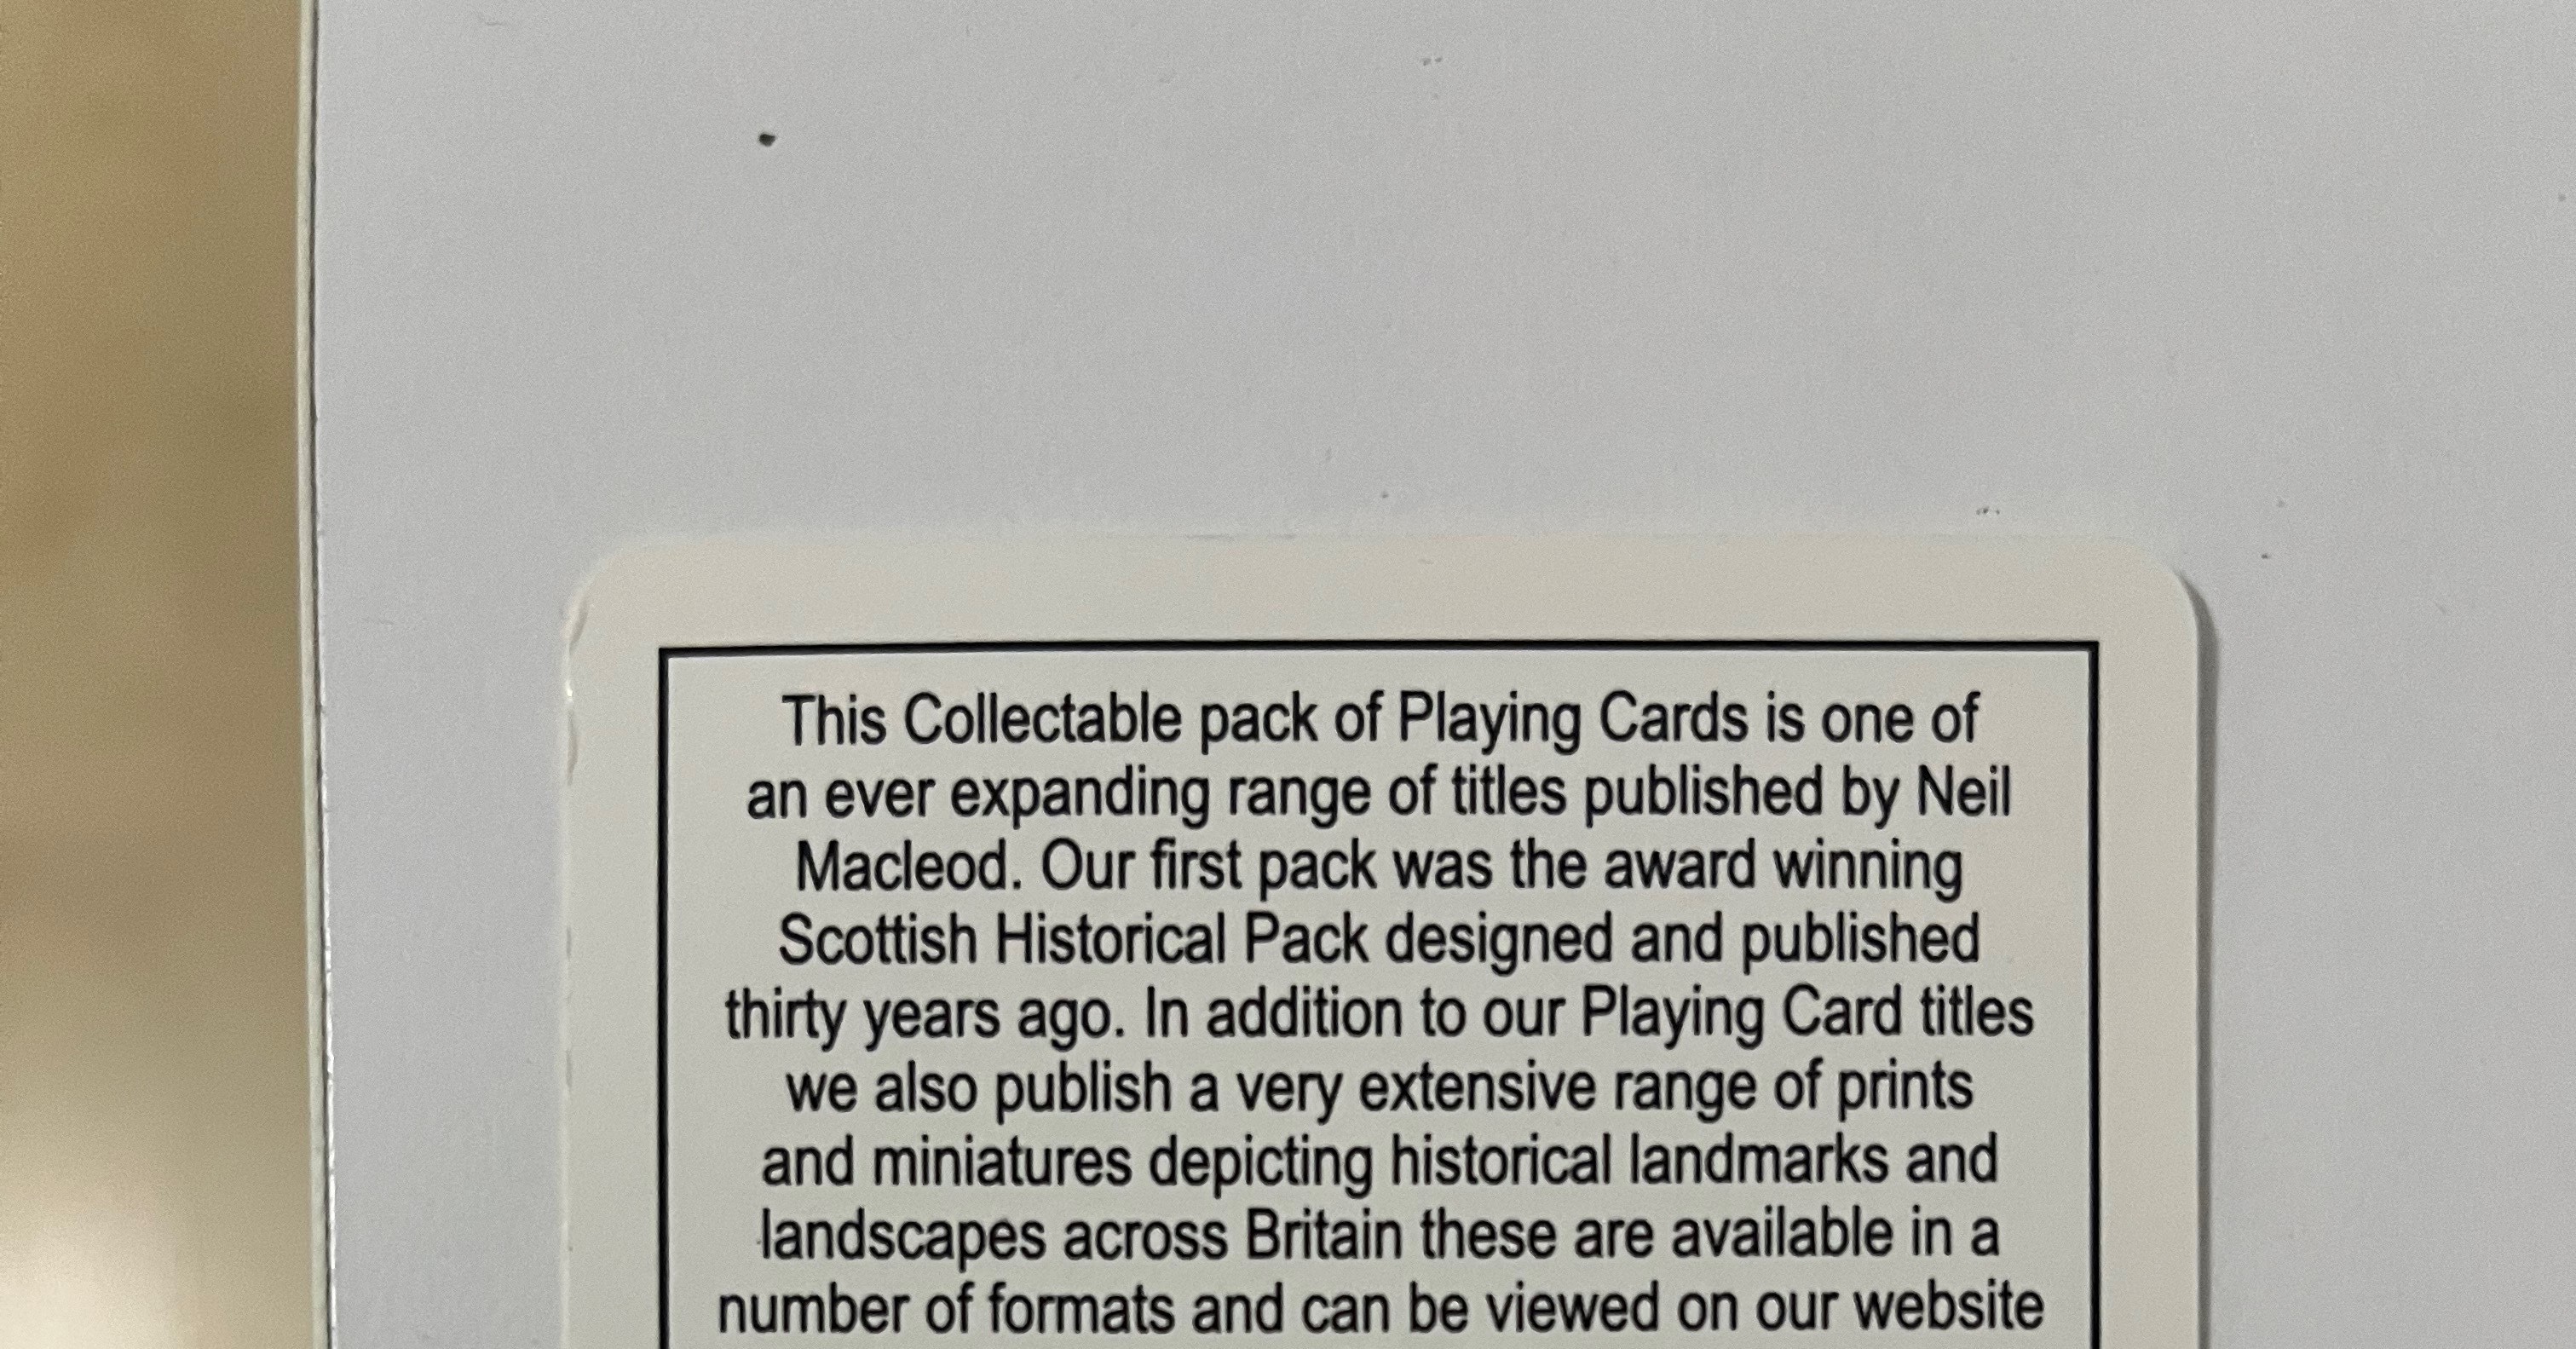 This Collectable pack of Playing Cards is one of
an ever expanding range of titles published by Neil
Macleod. Our first pack was the award winning
Scottish Historical Pack designed and published
thirty years ago. In addition to our Playing Card titles
we also publish a very extensive range of prints
and miniatures depicting historical landmarks and
landscapes across Britain these are available in a
number of formats and can be viewed on our website